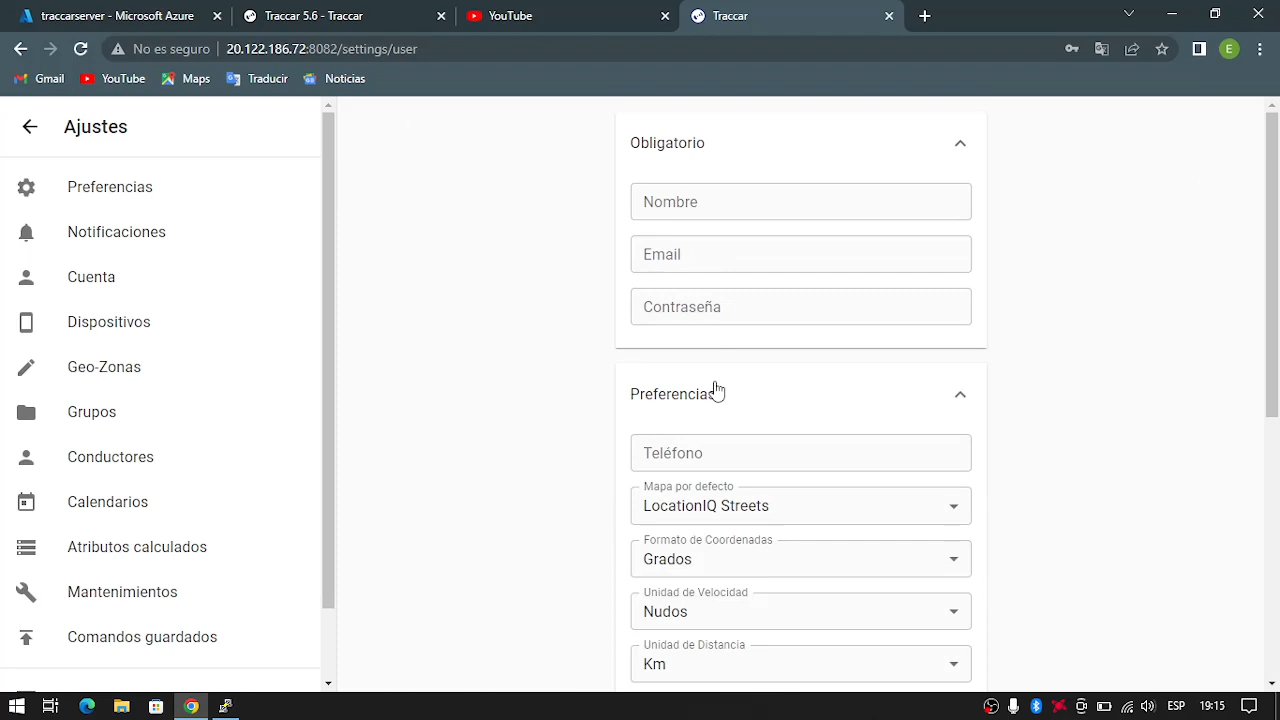 tracarserver - Microsoft Azure
Traccar 5.6 - Traccar
YouTube
Traccar
No es seguro
20.122.186.72:8082/settings/user
E
Gmail
YouTube
Maps
Traducir
Noticias
Ajustes
Preferencias
Notificaciones
Cuenta
Dispositivos
Geo-Zonas
Grupos
Conductores
Calendarios
Atributos calculados
Mantenimientos
Comandos guardados
Obligatorio
Nombre
Email
Contraseña
Preferencias
Teléfono
Mapa por defecto
LocationIQ Streets
Formato de Coordenadas
Grados
Unidad de Velocidad
Nudos
Unidad de Distancia
Km
ESP
19:15